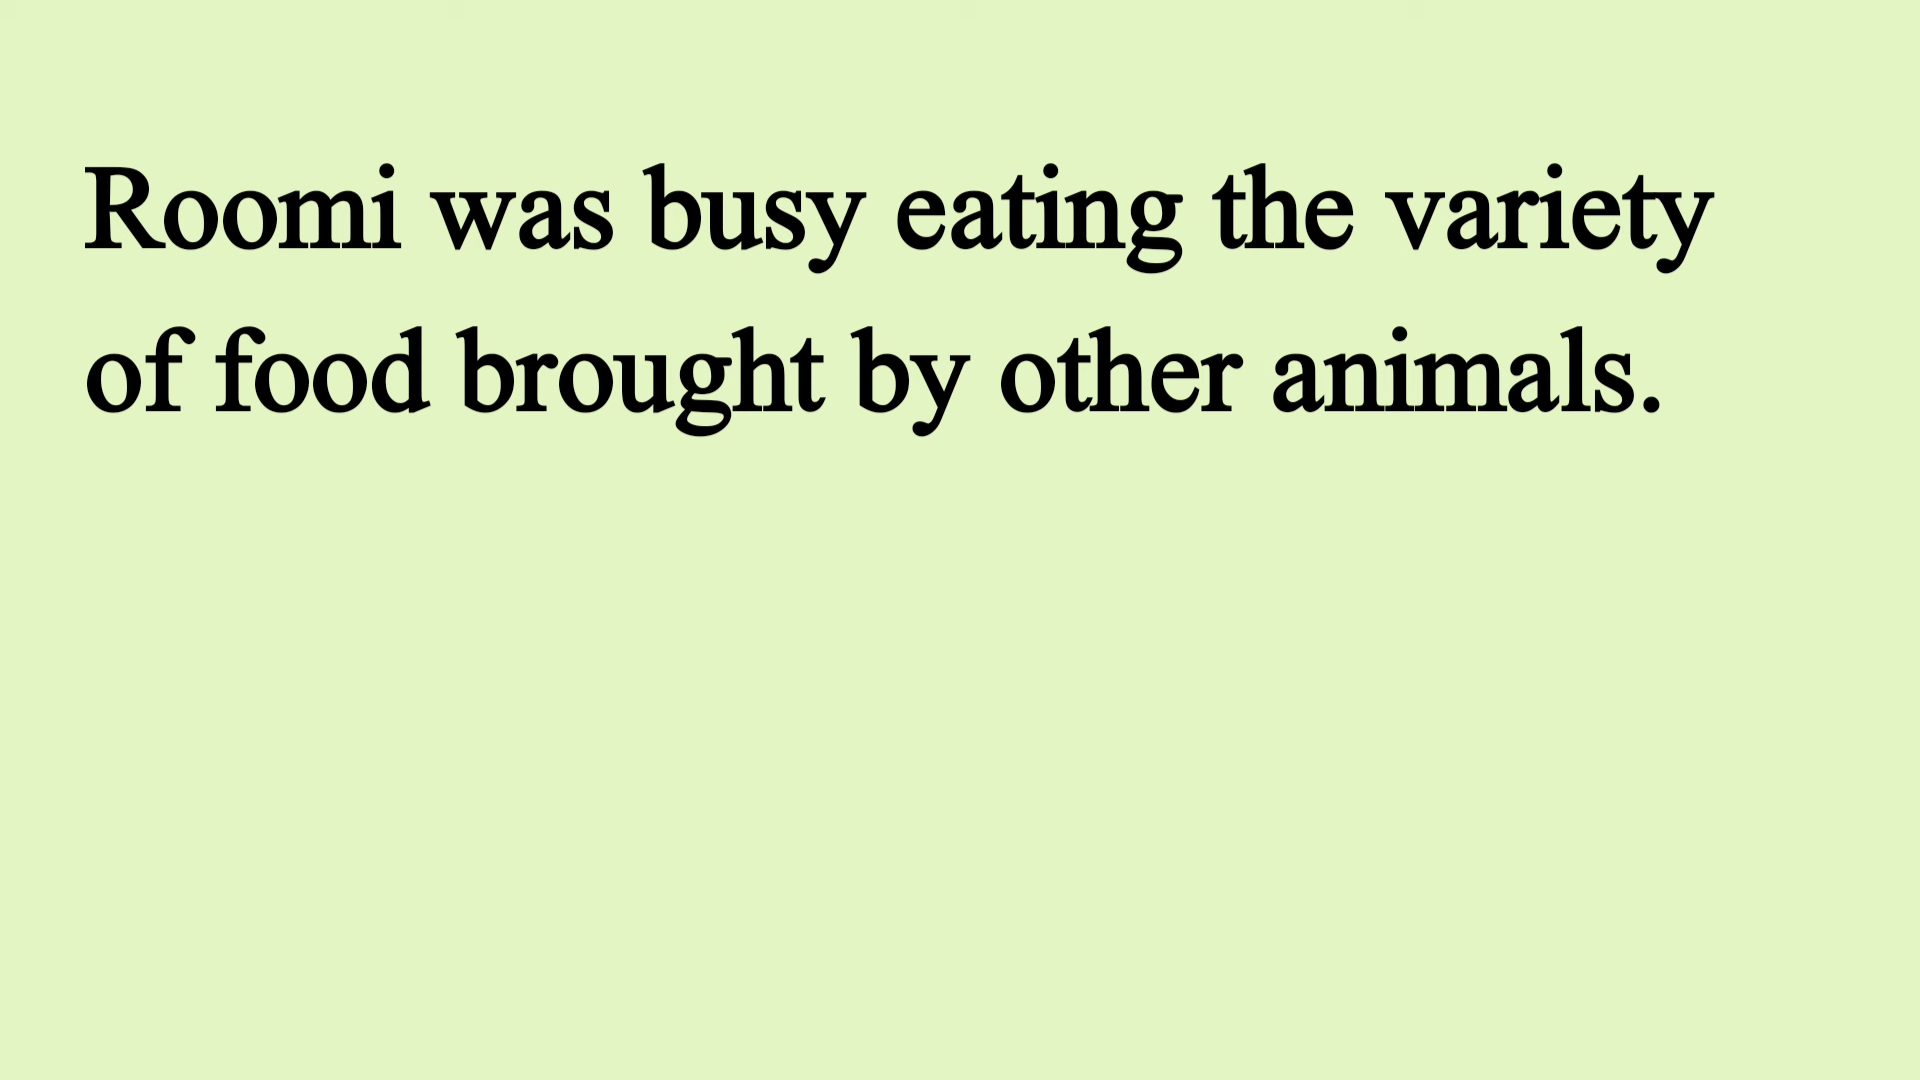 Roomi was busy eating the variety
of food brought by other animals.